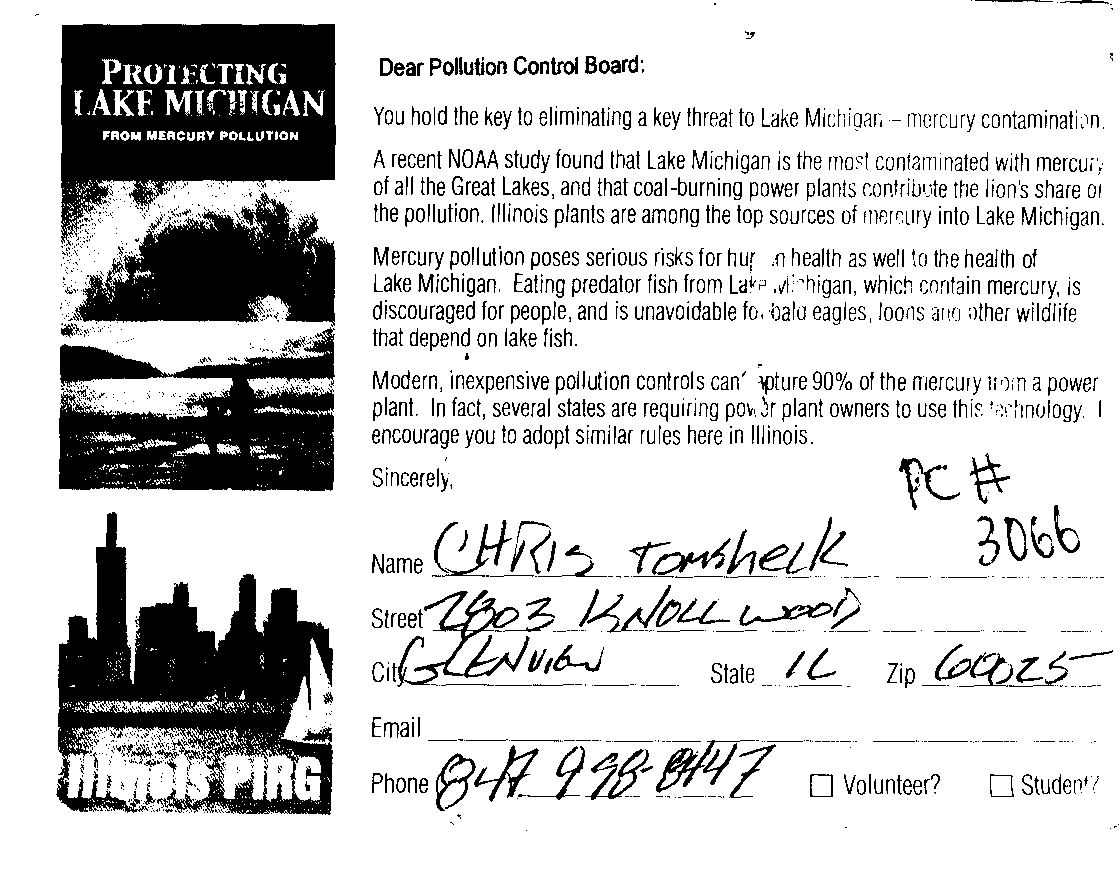 PROTECTING
LAKE MICHIGAN
FROM MERCURY POLLUTION
Illinois PIRG
Dear Pollution Control Board:
You hold the key to eliminating a key threat to Lake Michigan – mercury contamination.
A recent NOAA study found that Lake Michigan is the most contaminated with mercury
of all the Great Lakes, and that coal-burning power plants contribute the lion's share of
the pollution. Illinois plants are among the top sources of mercury into Lake Michigan.
Mercury pollution poses serious risks for human health as well to the health of
Lake Michigan. Eating predator fish from Lake Michigan, which contain mercury, is
discouraged for people, and is unavoidable for bald eagles, loons and other wildlife
that depend on lake fish.
Modern, inexpensive pollution controls can capture 90% of the mercury from a power
plant. In fact, several states are requiring power plant owners to use this technology. I
encourage you to adopt similar rules here in Illinois.
Sincerely,
PC #
3066
Name CHRIS Tomsheck
Street 2803 KNOLLWOOD
City GLENVIEW State IL Zip 60025
Email
Phone 847 998-8447
Volunteer? Student?